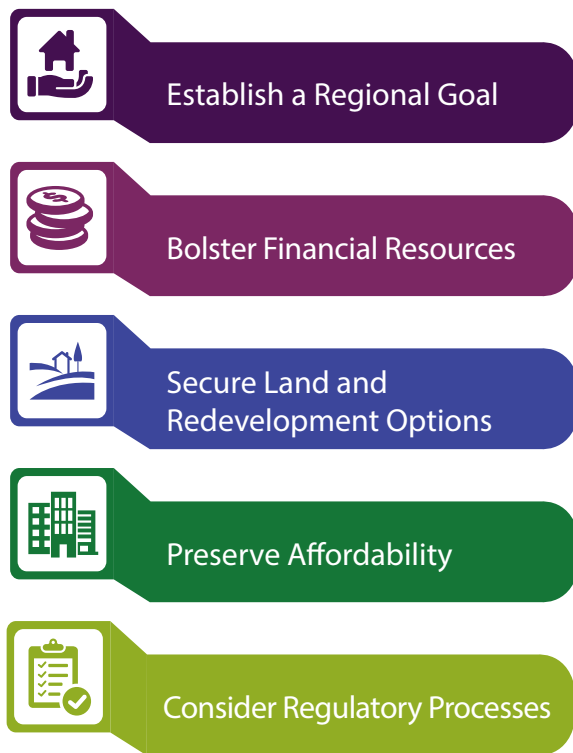 Establish a Regional Goal
Bolster Financial Resources
Secure Land and
Redevelopment Options
Preserve Affordability
Consider Regulatory Processes